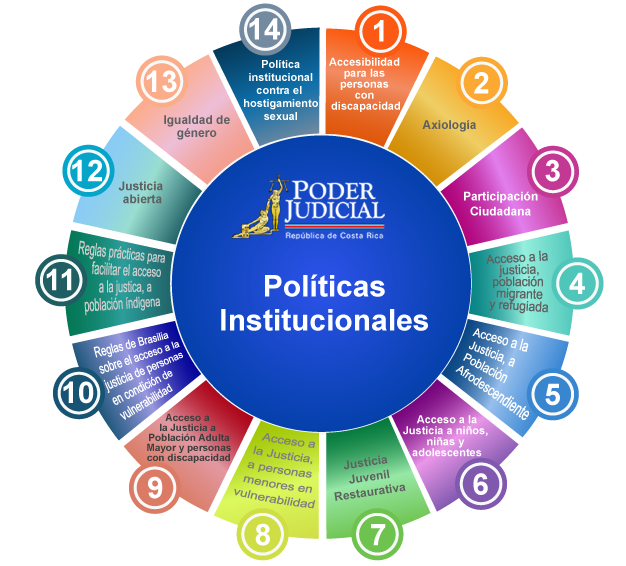 PODER
JUDICIAL
República de Costa Rica
Políticas
Institucionales
1
Accesibilidad
para las
personas
con
discapacidad
2
Axiología
3
Participación
Ciudadana
4
Acceso a la
justicia,
población
migrante
y refugiada
5
Acceso a la
Justicia, a
Población
Afrodescendiente
6
Acceso a la
Justicia a niños,
niñas y
adolescentes
7
Justicia
Juvenil
Restaurativa
8
Acceso a
la Justicia,
a personas
menores en
vulnerabilidad
9
Acceso a
la Justicia a
Población Adulta
Mayor y personas
con discapacidad
10
Reglas de Brasilia
sobre el acceso a la
justicia de personas
en condición de
vulnerabilidad
11
Reglas prácticas para
facilitar el acceso
a la justica, a
población Indígena
12
Justicia
abierta
13
Igualdad de
género
14
Política
institucional
contra el
hostigamiento
sexual